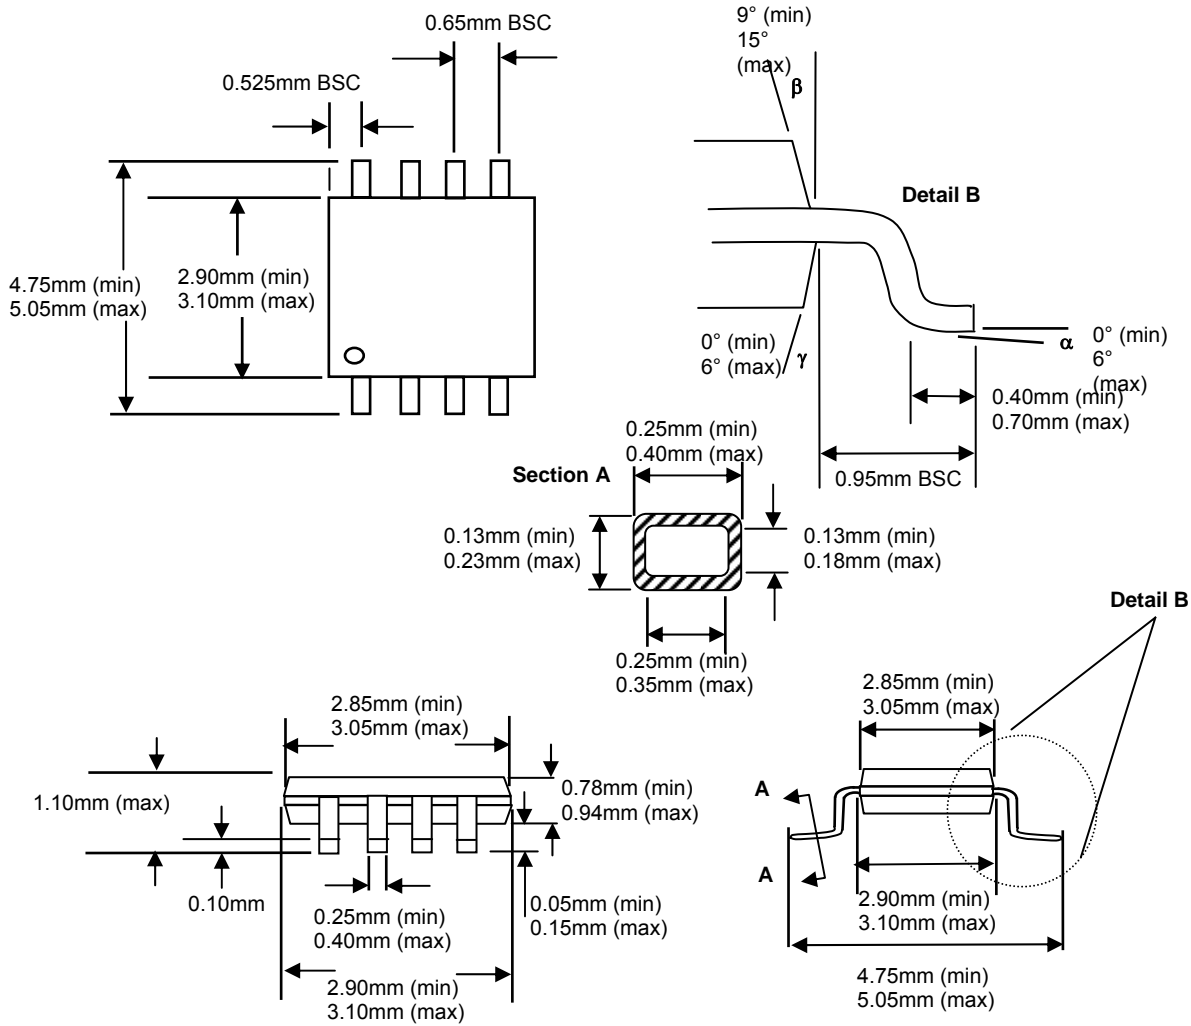 0.65mm BSC
0.525mm BSC
4.75mm (min)
5.05mm (max)
2.90mm (min)
3.10mm (max)
9° (min)
15°
(max)
β
Detail B
0° (min)
6° (max)
γ
α
0° (min)
6°
(max)
0.40mm (min)
0.70mm (max)
0.95mm BSC
Section A
0.25mm (min)
0.40mm (max)
0.13mm (min)
0.23mm (max)
0.13mm (min)
0.18mm (max)
0.25mm (min)
0.35mm (max)
2.85mm (min)
3.05mm (max)
1.10mm (max)
0.78mm (min)
0.94mm (max)
0.10mm
0.25mm (min)
0.40mm (max)
0.05mm (min)
0.15mm (max)
2.90mm (min)
3.10mm (max)
Detail B
2.85mm (min)
3.05mm (max)
A
A
2.90mm (min)
3.10mm (max)
4.75mm (min)
5.05mm (max)